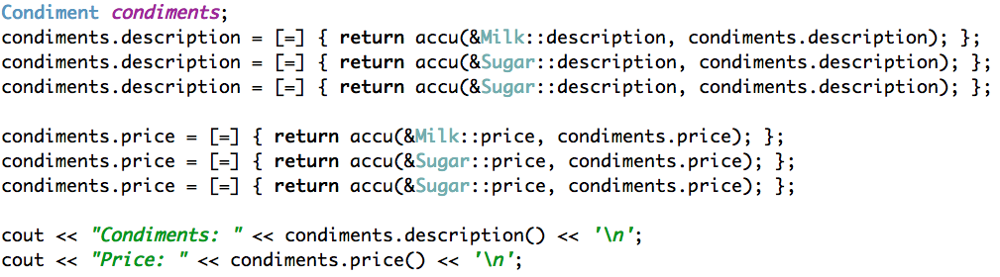 Condiment condiments;
condiments.description = [=] { return accu(&Milk::description, condiments.description); };
condiments.description = [=] { return accu(&Sugar::description, condiments.description); };
condiments.description = [=] { return accu(&Sugar::description, condiments.description); };
condiments.price = [=] { return accu(&Milk::price, condiments.price); };
condiments.price = [=] { return accu(&Sugar::price, condiments.price); };
condiments.price = [=] { return accu(&Sugar::price, condiments.price); };
cout << "Condiments: " << condiments.description() << '\n';
cout << "Price: " << condiments.price() << '\n';